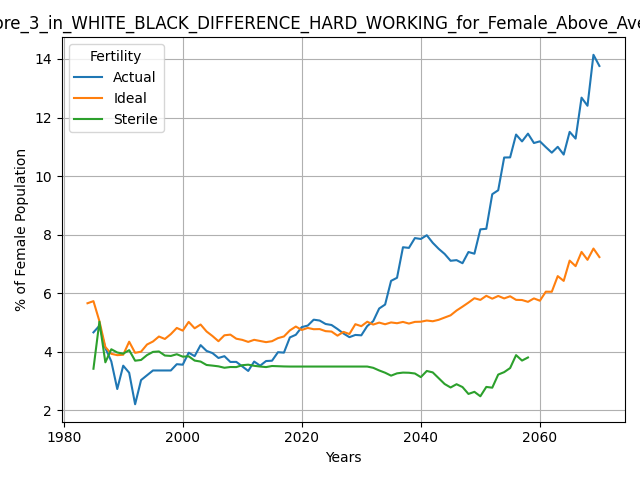 ore_3_in_WHITE_BLACK_DIFFERENCE_HARD_WORKING_for_Female_Above_Ave
Fertility
Actual
Ideal
Sterile
% of Female Population
14
12
10
8
6
4
2
1980 2000 2020 2040 2060
Years